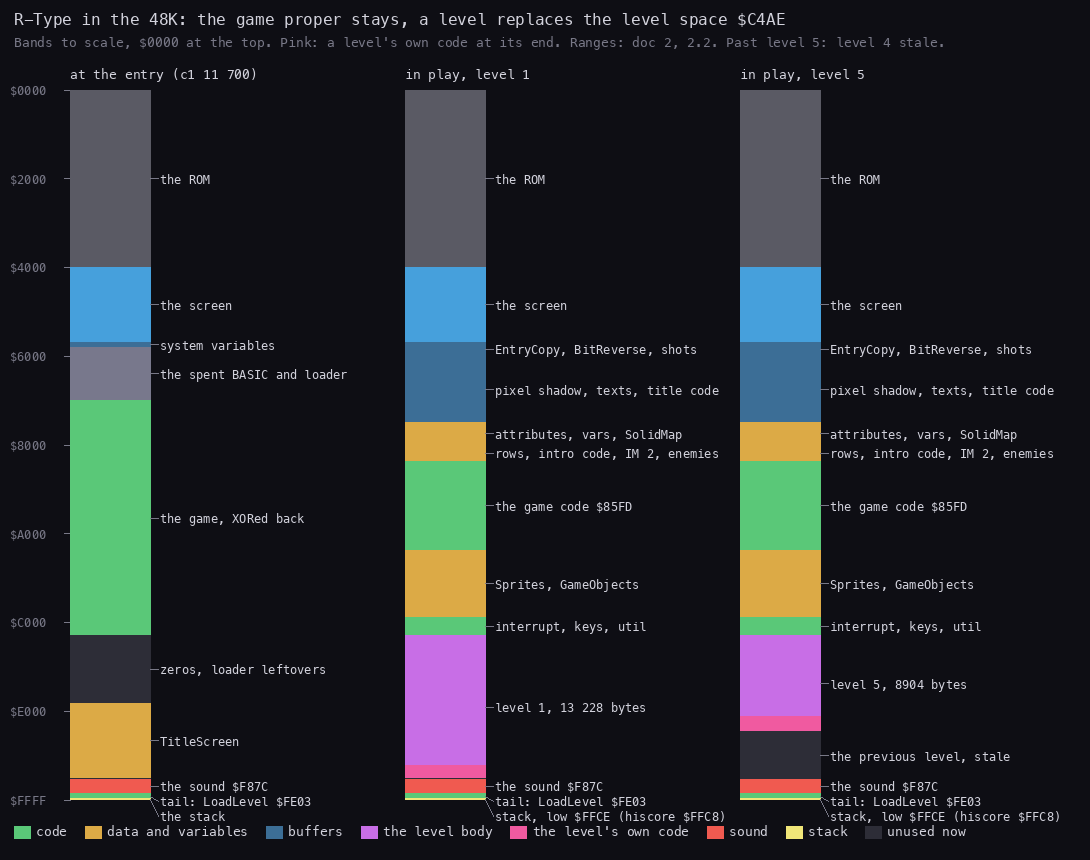 R—Type in the 48K: the game proper stays, a level replaces the level space $C4AE
Bands to scale, $0000 at the top. Pink: a level's own code at its end. Ranges: doc 2, 2.2. Past level 5: level 4 stale.
at the entry (c1 11 700)
in play, level 1
in play, level 5
$0000
$2000
$4000
$6000
$8000
$A000
$C000
$E000
$FFFF
the ROM
the screen
system variables
the spent BASIC and loader
the game, XORed back
zeros, loader leftovers
TitleScreen
the sound $F87C
tail: LoadLevel $FE03
the stack
the ROM
the screen
EntryCopy, BitReverse, shots
pixel shadow, texts, title code
attributes, vars, SolidMap
rows, intro code, IM 2, enemies
the game code $85FD
Sprites, GameObjects
interrupt, keys, util
level 1, 13 228 bytes
the sound $F87C
tail: LoadLevel $FE03
stack, low $FFCE (hiscore $FFC8)
the ROM
the screen
EntryCopy, BitReverse, shots
pixel shadow, texts, title code
attributes, vars, SolidMap
rows, intro code, IM 2, enemies
the game code $85FD
Sprites, GameObjects
interrupt, keys, util
level 5, 8904 bytes
the previous level, stale
the sound $F87C
tail: LoadLevel $FE03
stack, low $FFCE (hiscore $FFC8)
code
data and variables
buffers
the level body
the level's own code
sound
stack
unused now